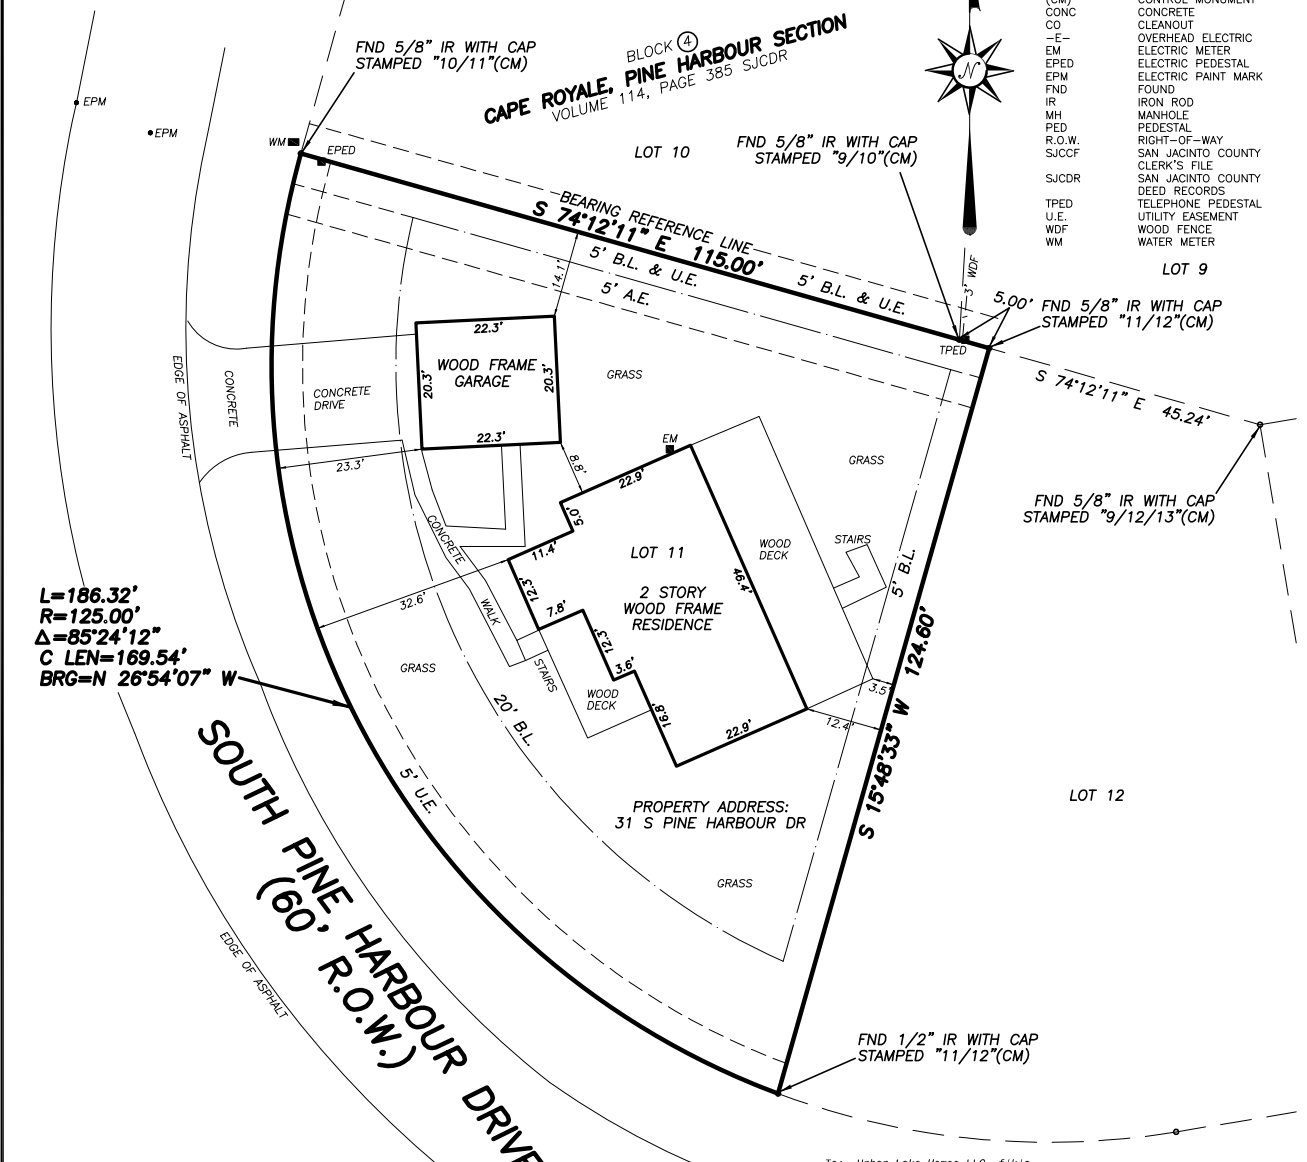 (CM) CONTROL MONUMENT
CONC CONCRETE
CO CLEANOUT
-E- OVERHEAD ELECTRIC
EM ELECTRIC METER
EPED ELECTRIC PEDESTAL
EPM ELECTRIC PAINT MARK
FND FOUND
IR IRON ROD
MH MANHOLE
PED PEDESTAL
R.O.W. RIGHT-OF-WAY
SJCCF SAN JACINTO COUNTY
CLERK'S FILE
SJCDR SAN JACINTO COUNTY
DEED RECORDS
TPED TELEPHONE PEDESTAL
U.E. UTILITY EASEMENT
WDF WOOD FENCE
WM WATER METER
N
BLOCK 4
CAPE ROYALE, PINE HARBOUR SECTION
VOLUME 114, PAGE 385 SJCDR
FND 5/8" IR WITH CAP
STAMPED "10/11"(CM)
EPM
EPM
WM
EPED
LOT 10
FND 5/8" IR WITH CAP
STAMPED "9/10"(CM)
BEARING REFERENCE LINE
S 74°12'11" E 115.00'
5' B.L. & U.E.
5' B.L. & U.E.
5' A.E.
14.1'
3' WDF
LOT 9
5.00'
FND 5/8" IR WITH CAP
STAMPED "11/12"(CM)
TPED
S 74°12'11" E 45.24'
FND 5/8" IR WITH CAP
STAMPED "9/12/13"(CM)
22.3'
WOOD FRAME
GARAGE
20.3'
20.3'
22.3'
GRASS
EDGE OF ASPHALT
CONCRETE
CONCRETE
DRIVE
23.3'
8.8'
EM
22.9'
GRASS
5.0'
11.4'
CONCRETE
WALK
LOT 11
2 STORY
WOOD FRAME
RESIDENCE
46.4'
WOOD
DECK
STAIRS
5' B.L.
12.3'
7.8'
12.3'
3.6'
32.6'
STAIRS
WOOD
DECK
16.8'
22.9'
3.5'
12.4'
S 15°48'33" W 124.60'
L=186.32'
R=125.00'
Δ=85°24'12"
C LEN=169.54'
BRG=N 26°54'07" W
GRASS
20' B.L.
5' U.E.
LOT 12
PROPERTY ADDRESS:
31 S PINE HARBOUR DR
GRASS
SOUTH PINE HARBOUR DRIVE
(60' R.O.W.)
EDGE OF ASPHALT
FND 1/2" IR WITH CAP
STAMPED "11/12"(CM)